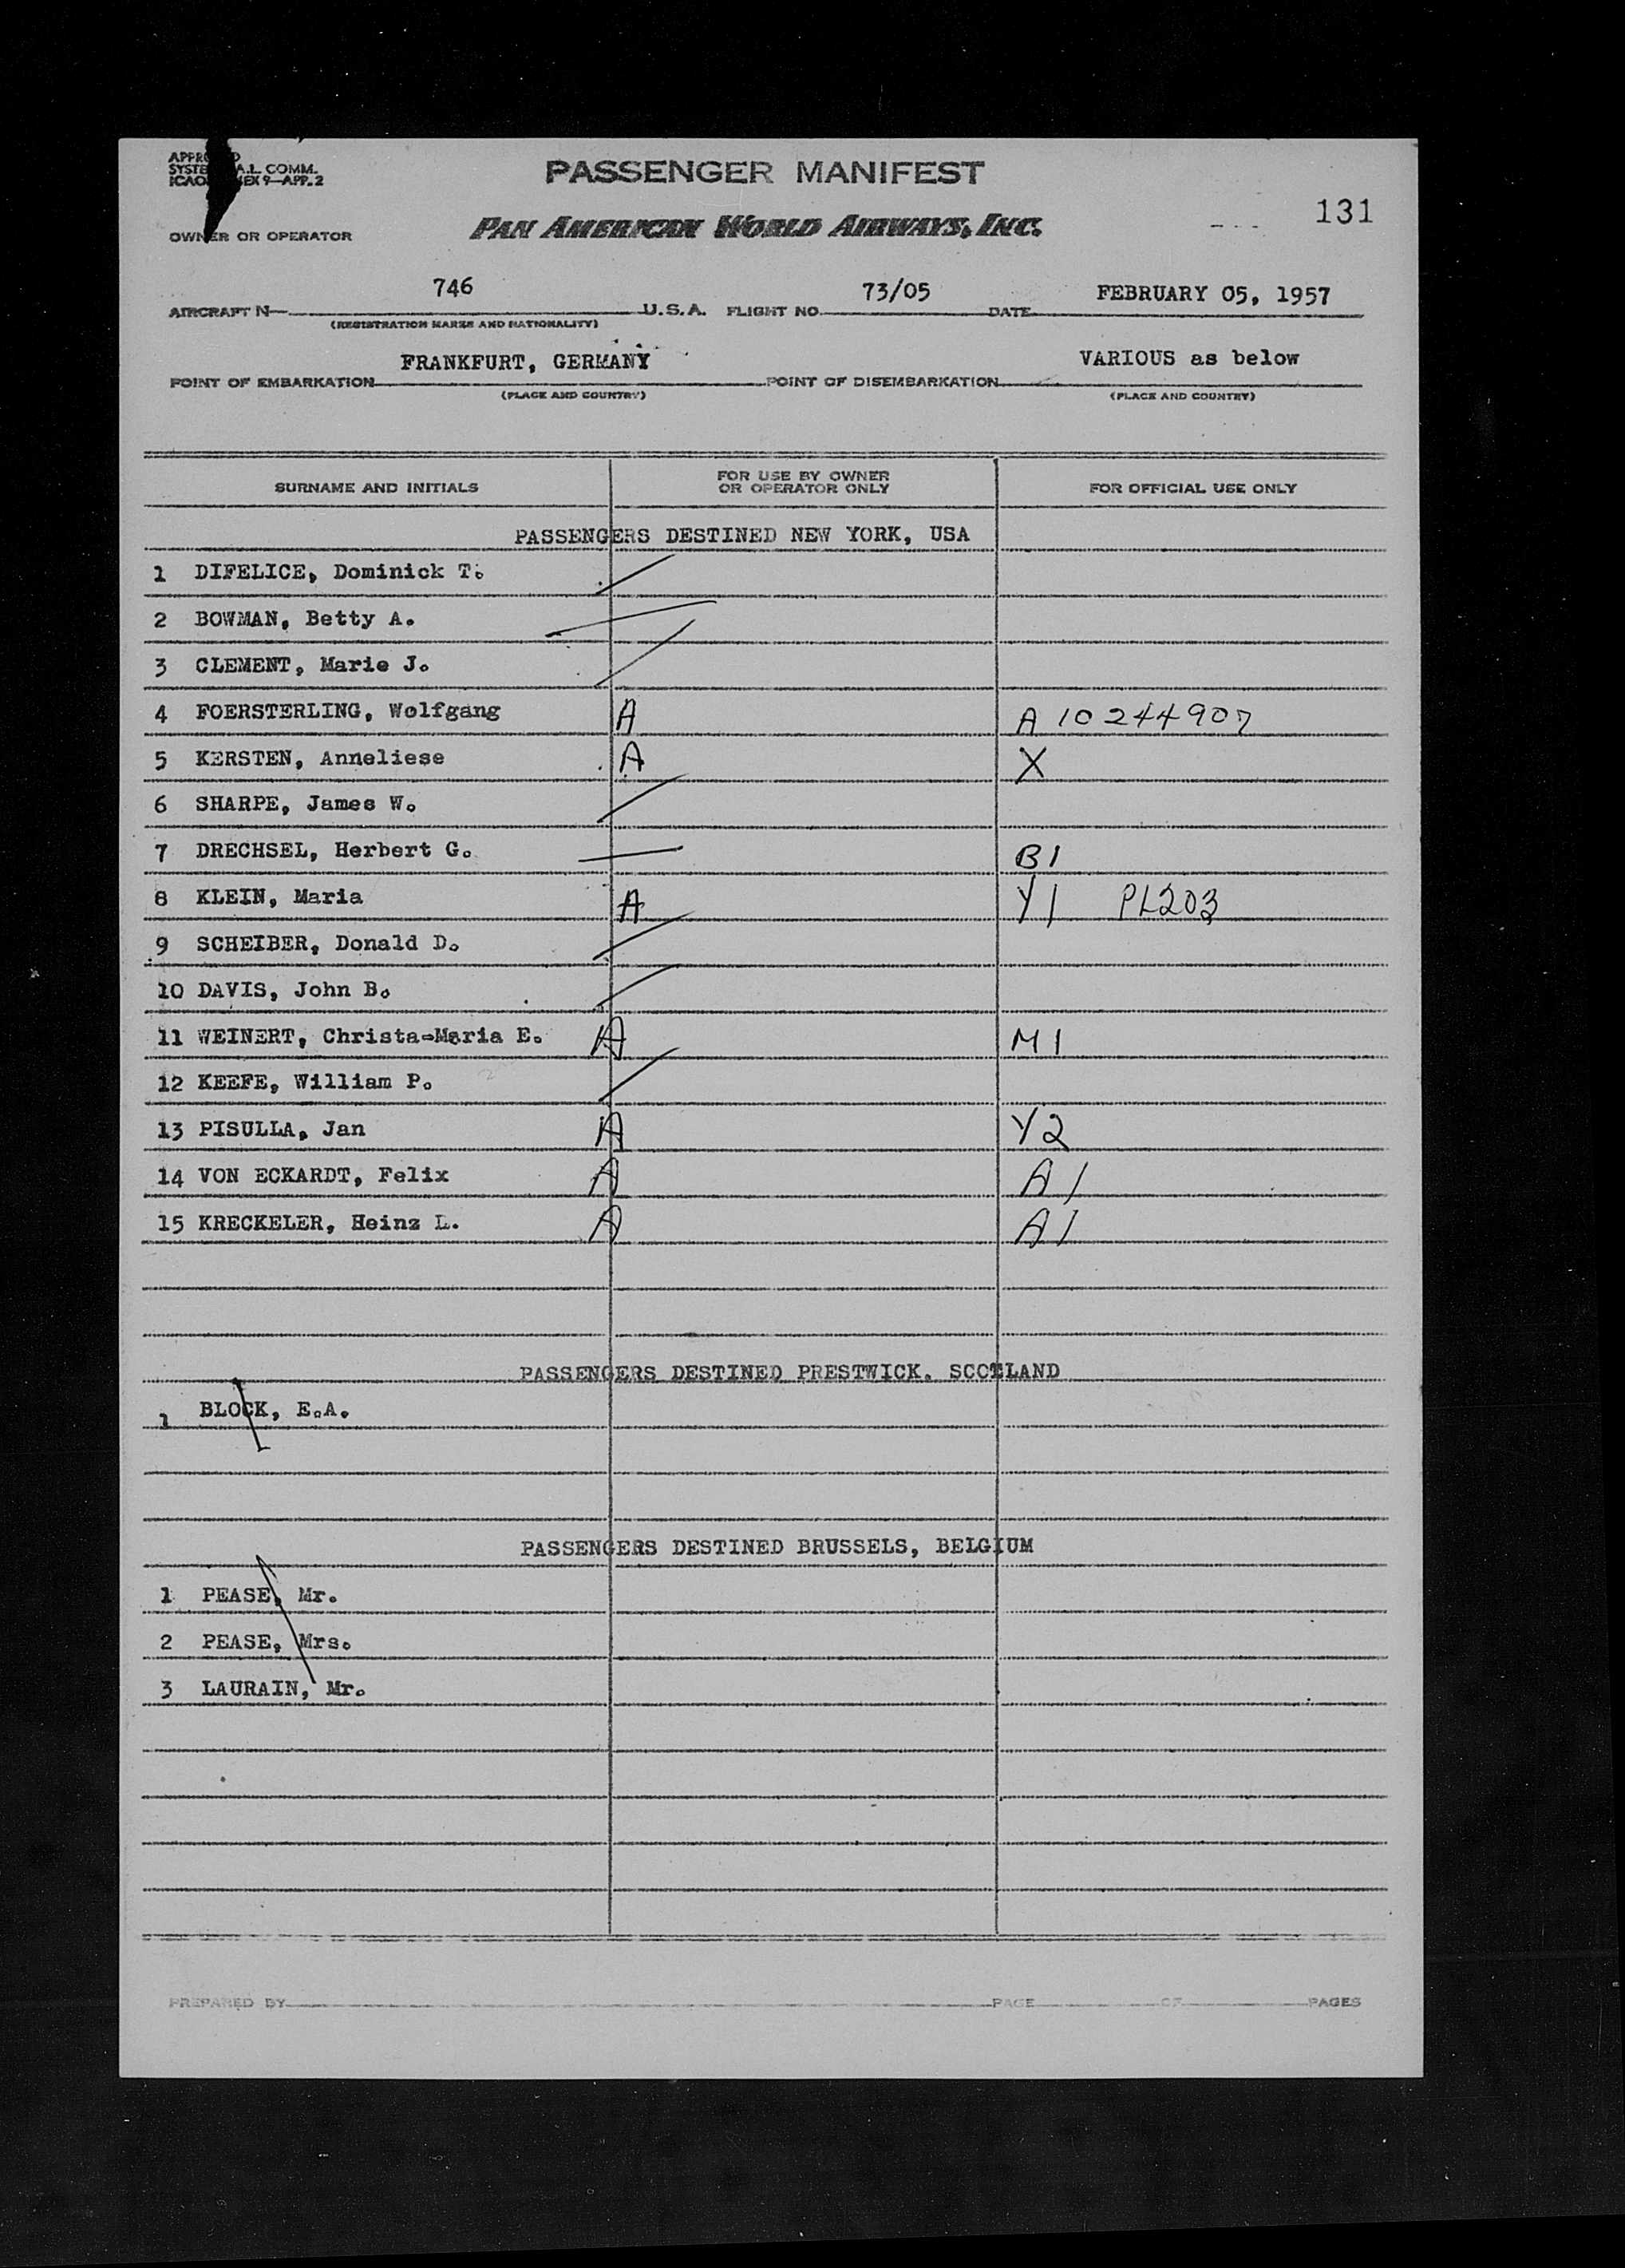 PASSENGER MANIFEST
A.L. COMM.
9—APP. 2
131
OWNER OR OPERATOR
PAN AMERICAN WORLD AIRWAYS, INC.
AIRCRAFT N— 746 U.S.A. FLIGHT NO. 73/05 DATE FEBRUARY 05, 1957
(REGISTRATION MARKS AND NATIONALITY)
POINT OF EMBARKATION FRANKFURT, GERMANY POINT OF DISEMBARKATION VARIOUS as below
(PLACE AND COUNTRY) (PLACE AND COUNTRY)
SURNAME AND INITIALS FOR USE BY OWNER OR OPERATOR ONLY FOR OFFICIAL USE ONLY
PASSENGERS DESTINED NEW YORK, USA
1 DIFELICE, Dominick T.
2 BOWMAN, Betty A.
3 CLEMENT, Marie J.
4 FOERSTERLING, Wolfgang A A 10244907
5 KERSTEN, Anneliese A X
6 SHARPE, James W.
7 DRECHSEL, Herbert G. B1
8 KLEIN, Maria A Y1 PL203
9 SCHEIBER, Donald D.
10 DAVIS, John B.
11 WEINERT, Christa-Maria E. A M1
12 KEEFE, William P.
13 PISULLA, Jan A Y2
14 VON ECKARDT, Felix A A1
15 KRECKELER, Heinz L. A A1
PASSENGERS DESTINED PRESTWICK. SCOTLAND
1 BLOCK, E.A.
PASSENGERS DESTINED BRUSSELS, BELGIUM
1 PEASE, Mr.
2 PEASE, Mrs.
3 LAURAIN, Mr.
PREPARED BY PAGE OF PAGES